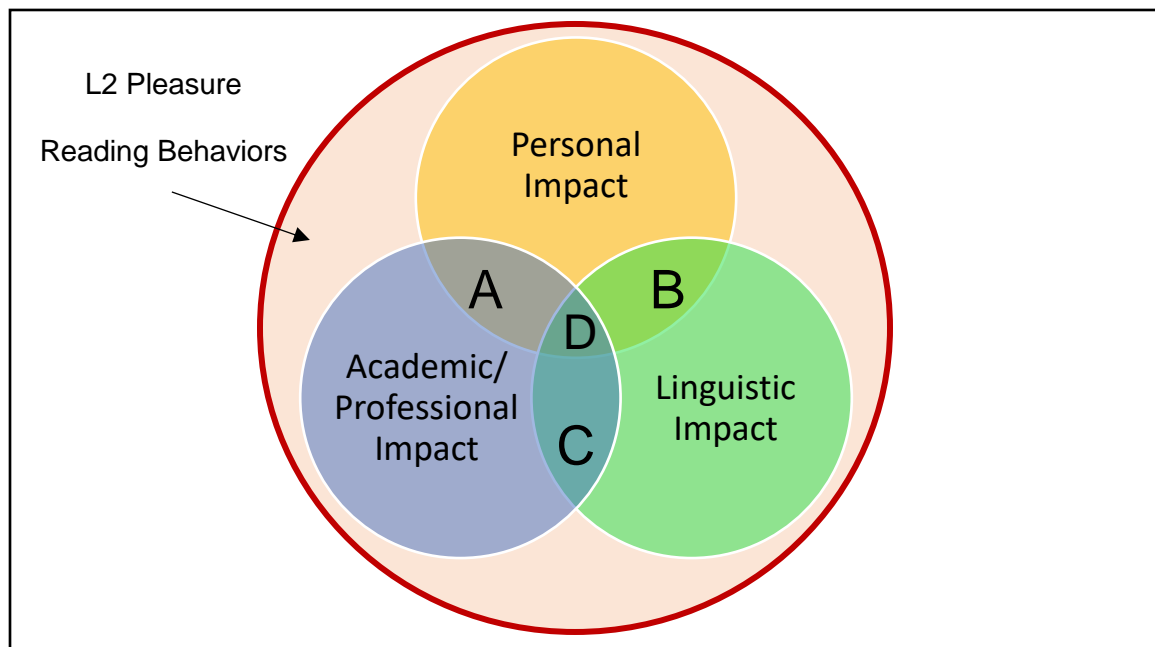 L2 Pleasure
Reading Behaviors
Personal
Impact
A
B
D
Academic/
Professional
Impact
Linguistic
Impact
C